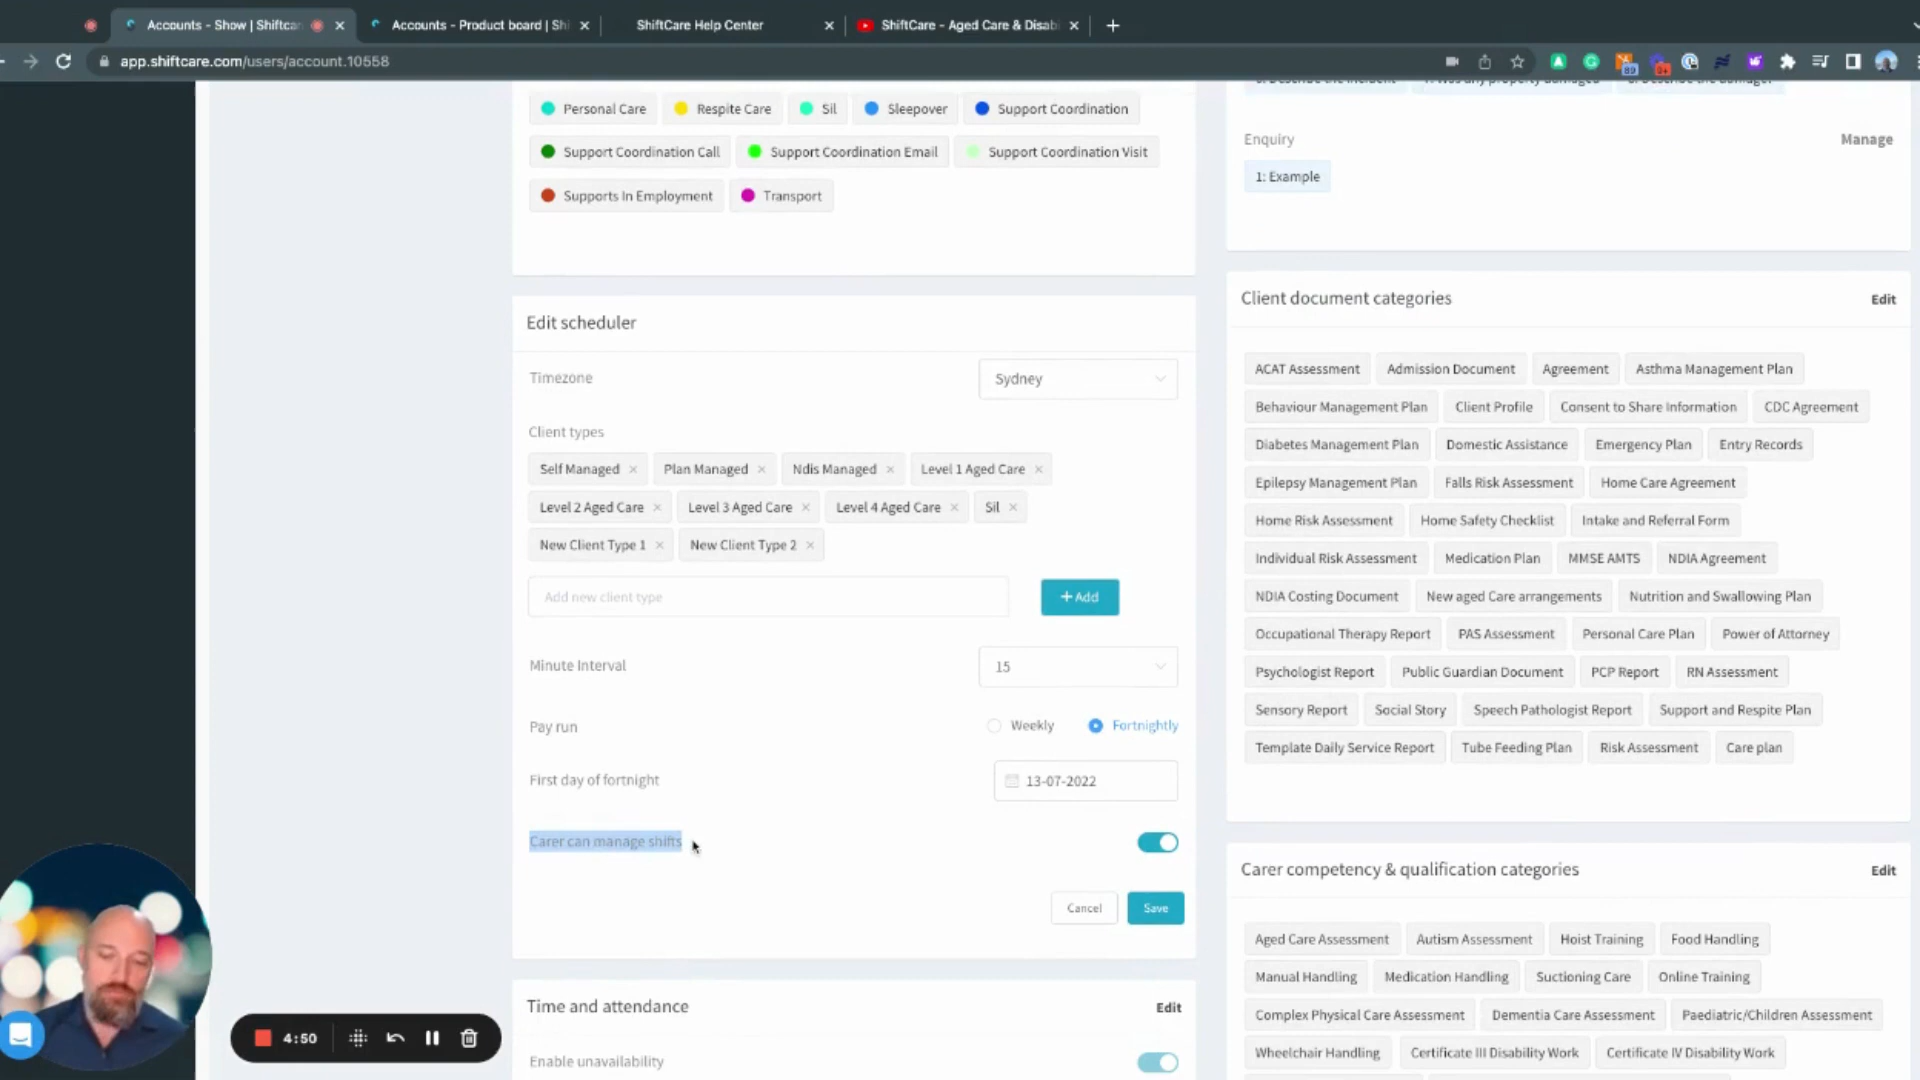 Accounts - Show | Shiftcar
Accounts - Product board | Shi
ShiftCare Help Center
ShiftCare - Aged Care & Disabi
app.shiftcare.com/users/account.10558
89
Personal Care
Respite Care
Sil
Sleepover
Support Coordination
Support Coordination Call
Support Coordination Email
Support Coordination Visit
Supports In Employment
Transport
Edit scheduler
Timezone
Sydney
Client types
Self Managed ×
Plan Managed ×
Ndis Managed ×
Level 1 Aged Care ×
Level 2 Aged Care ×
Level 3 Aged Care ×
Level 4 Aged Care ×
Sil ×
New Client Type 1 ×
New Client Type 2 ×
Add new client type
+ Add
Minute Interval
15
Pay run
Weekly
Fortnightly
First day of fortnight
13-07-2022
Carer can manage shifts
Cancel
Save
Time and attendance
Edit
Enable unavailability
4:50
Enquiry
Manage
1: Example
Client document categories
Edit
ACAT Assessment
Admission Document
Agreement
Asthma Management Plan
Behaviour Management Plan
Client Profile
Consent to Share Information
CDC Agreement
Diabetes Management Plan
Domestic Assistance
Emergency Plan
Entry Records
Epilepsy Management Plan
Falls Risk Assessment
Home Care Agreement
Home Risk Assessment
Home Safety Checklist
Intake and Referral Form
Individual Risk Assessment
Medication Plan
MMSE AMTS
NDIA Agreement
NDIA Costing Document
New aged Care arrangements
Nutrition and Swallowing Plan
Occupational Therapy Report
PAS Assessment
Personal Care Plan
Power of Attorney
Psychologist Report
Public Guardian Document
PCP Report
RN Assessment
Sensory Report
Social Story
Speech Pathologist Report
Support and Respite Plan
Template Daily Service Report
Tube Feeding Plan
Risk Assessment
Care plan
Carer competency & qualification categories
Edit
Aged Care Assessment
Autism Assessment
Hoist Training
Food Handling
Manual Handling
Medication Handling
Suctioning Care
Online Training
Complex Physical Care Assessment
Dementia Care Assessment
Paediatric/Children Assessment
Wheelchair Handling
Certificate III Disability Work
Certificate IV Disability Work